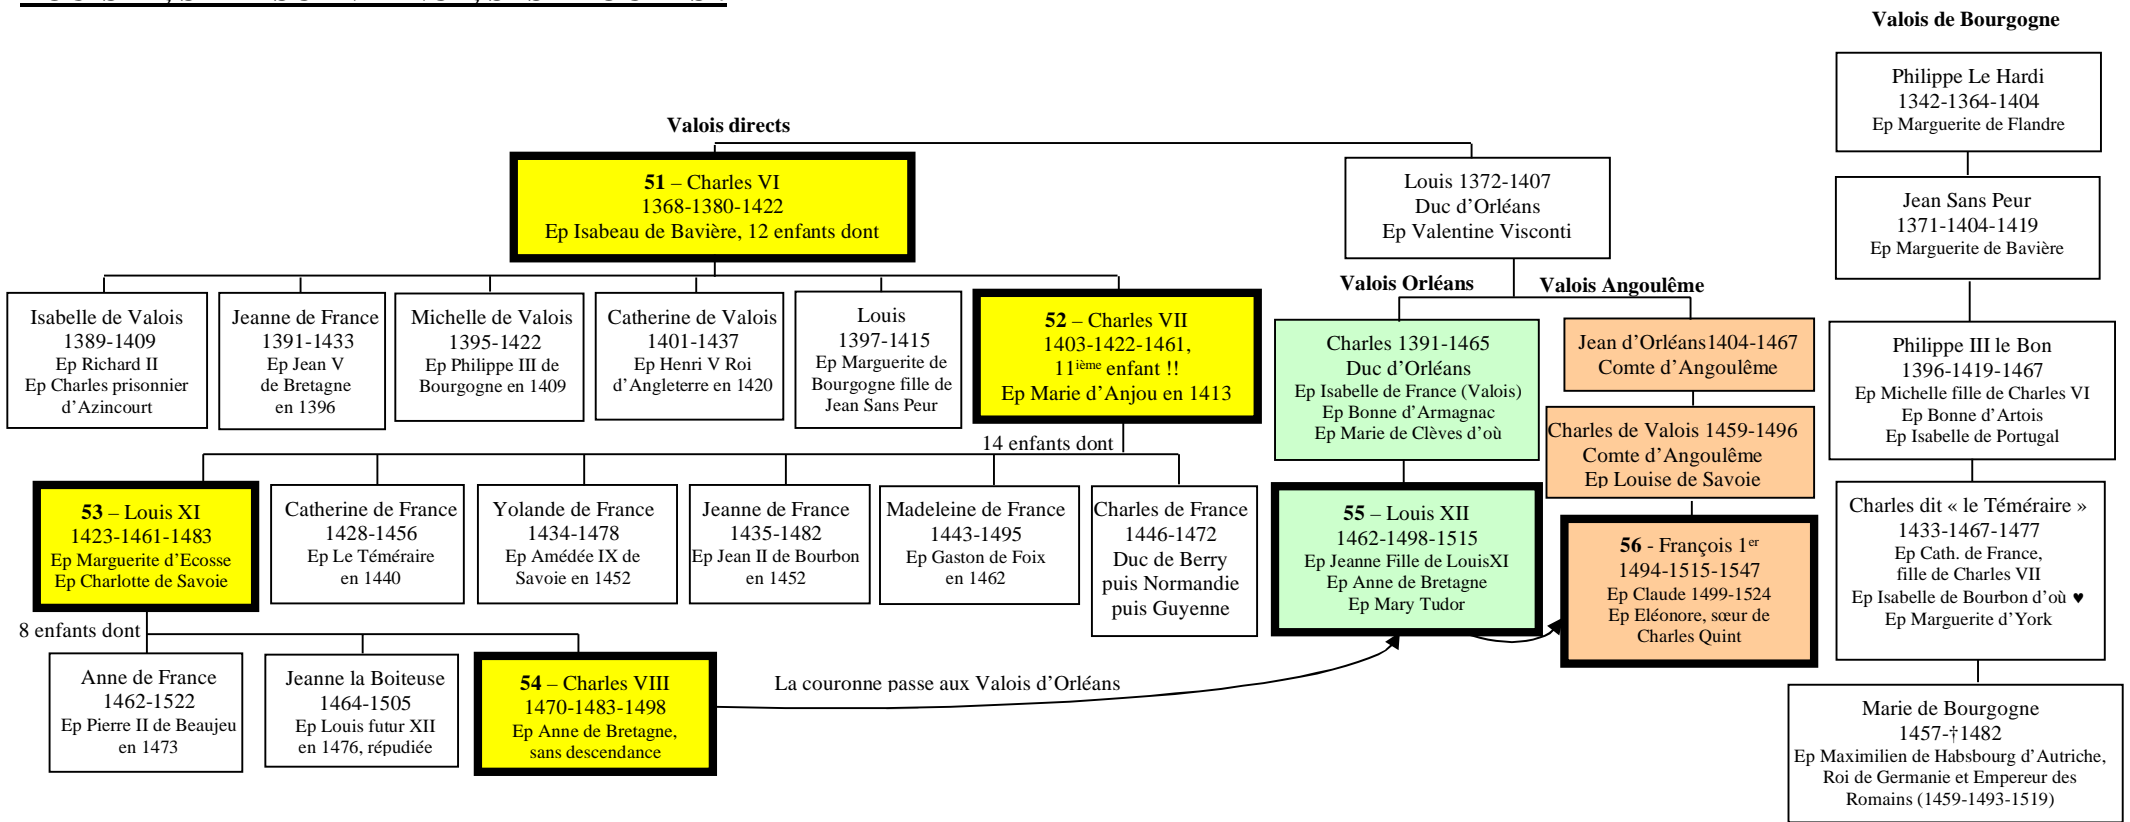 Valois de Bourgogne
Philippe Le Hardi
1342-1364-1404
Ep Marguerite de Flandre
Jean Sans Peur
1371-1404-1419
Ep Marguerite de Bavière
Philippe III le Bon
1396-1419-1467
Ep Michelle fille de Charles VI
Ep Bonne d’Artois
Ep Isabelle de Portugal
Charles dit « le Téméraire »
1433-1467-1477
Ep Cath. de France,
fille de Charles VII
Ep Isabelle de Bourbon d’où ♥
Ep Marguerite d’York
Marie de Bourgogne
1457-†1482
Ep Maximilien de Habsbourg d’Autriche,
Roi de Germanie et Empereur des
Romains (1459-1493-1519)
Valois directs
51 – Charles VI
1368-1380-1422
Ep Isabeau de Bavière, 12 enfants dont
Louis 1372-1407
Duc d’Orléans
Ep Valentine Visconti
Isabelle de Valois
1389-1409
Ep Richard II
Ep Charles prisonnier
d’Azincourt
Jeanne de France
1391-1433
Ep Jean V
de Bretagne
en 1396
Michelle de Valois
1395-1422
Ep Philippe III de
Bourgogne en 1409
Catherine de Valois
1401-1437
Ep Henri V Roi
d’Angleterre en 1420
Louis
1397-1415
Ep Marguerite de
Bourgogne fille de
Jean Sans Peur
52 – Charles VII
1403-1422-1461,
11ième enfant !!
Ep Marie d’Anjou en 1413
Valois Orléans
Valois Angoulême
Charles 1391-1465
Duc d’Orléans
Ep Isabelle de France (Valois)
Ep Bonne d’Armagnac
Ep Marie de Clèves d’où
Jean d’Orléans1404-1467
Comte d’Angoulême
Charles de Valois 1459-1496
Comte d’Angoulême
Ep Louise de Savoie
14 enfants dont
53 – Louis XI
1423-1461-1483
Ep Marguerite d’Ecosse
Ep Charlotte de Savoie
Catherine de France
1428-1456
Ep Le Téméraire
en 1440
Yolande de France
1434-1478
Ep Amédée IX de
Savoie en 1452
Jeanne de France
1435-1482
Ep Jean II de Bourbon
en 1452
Madeleine de France
1443-1495
Ep Gaston de Foix
en 1462
Charles de France
1446-1472
Duc de Berry
puis Normandie
puis Guyenne
55 – Louis XII
1462-1498-1515
Ep Jeanne Fille de LouisXI
Ep Anne de Bretagne
Ep Mary Tudor
56 - François 1er
1494-1515-1547
Ep Claude 1499-1524
Ep Eléonore, sœur de
Charles Quint
8 enfants dont
Anne de France
1462-1522
Ep Pierre II de Beaujeu
en 1473
Jeanne la Boiteuse
1464-1505
Ep Louis futur XII
en 1476, répudiée
54 – Charles VIII
1470-1483-1498
Ep Anne de Bretagne,
sans descendance
La couronne passe aux Valois d’Orléans